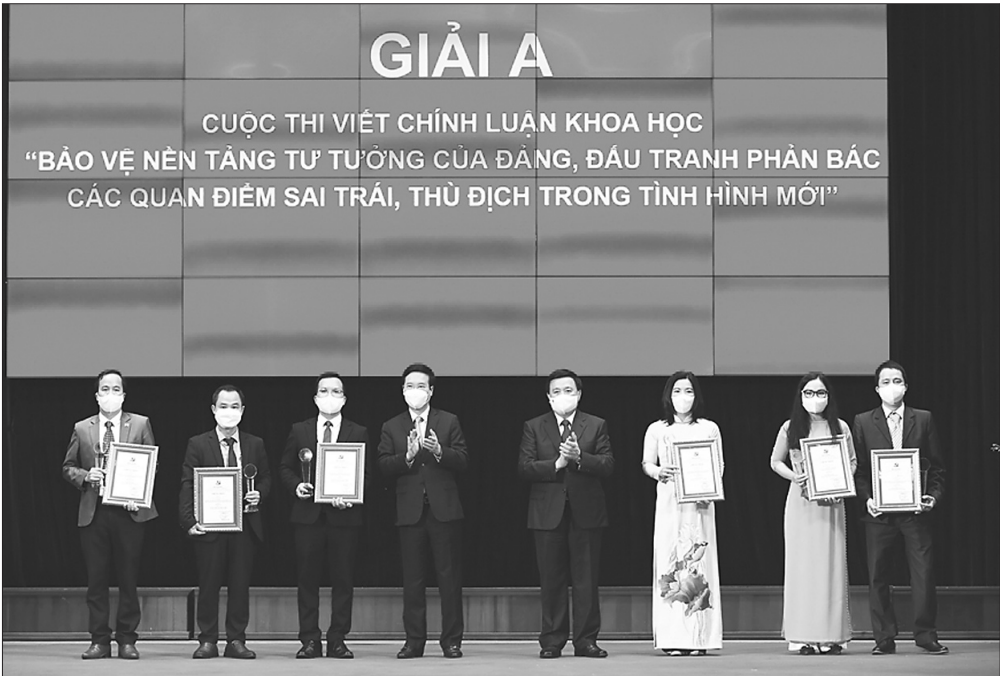 GIẢI A
CUỘC THI VIẾT CHÍNH LUẬN KHOA HỌC
“BẢO VỆ NỀN TẢNG TƯ TƯỞNG CỦA ĐẢNG, ĐẤU TRANH PHẢN BÁC
CÁC QUAN ĐIỂM SAI TRÁI, THÙ ĐỊCH TRONG TÌNH HÌNH MỚI”